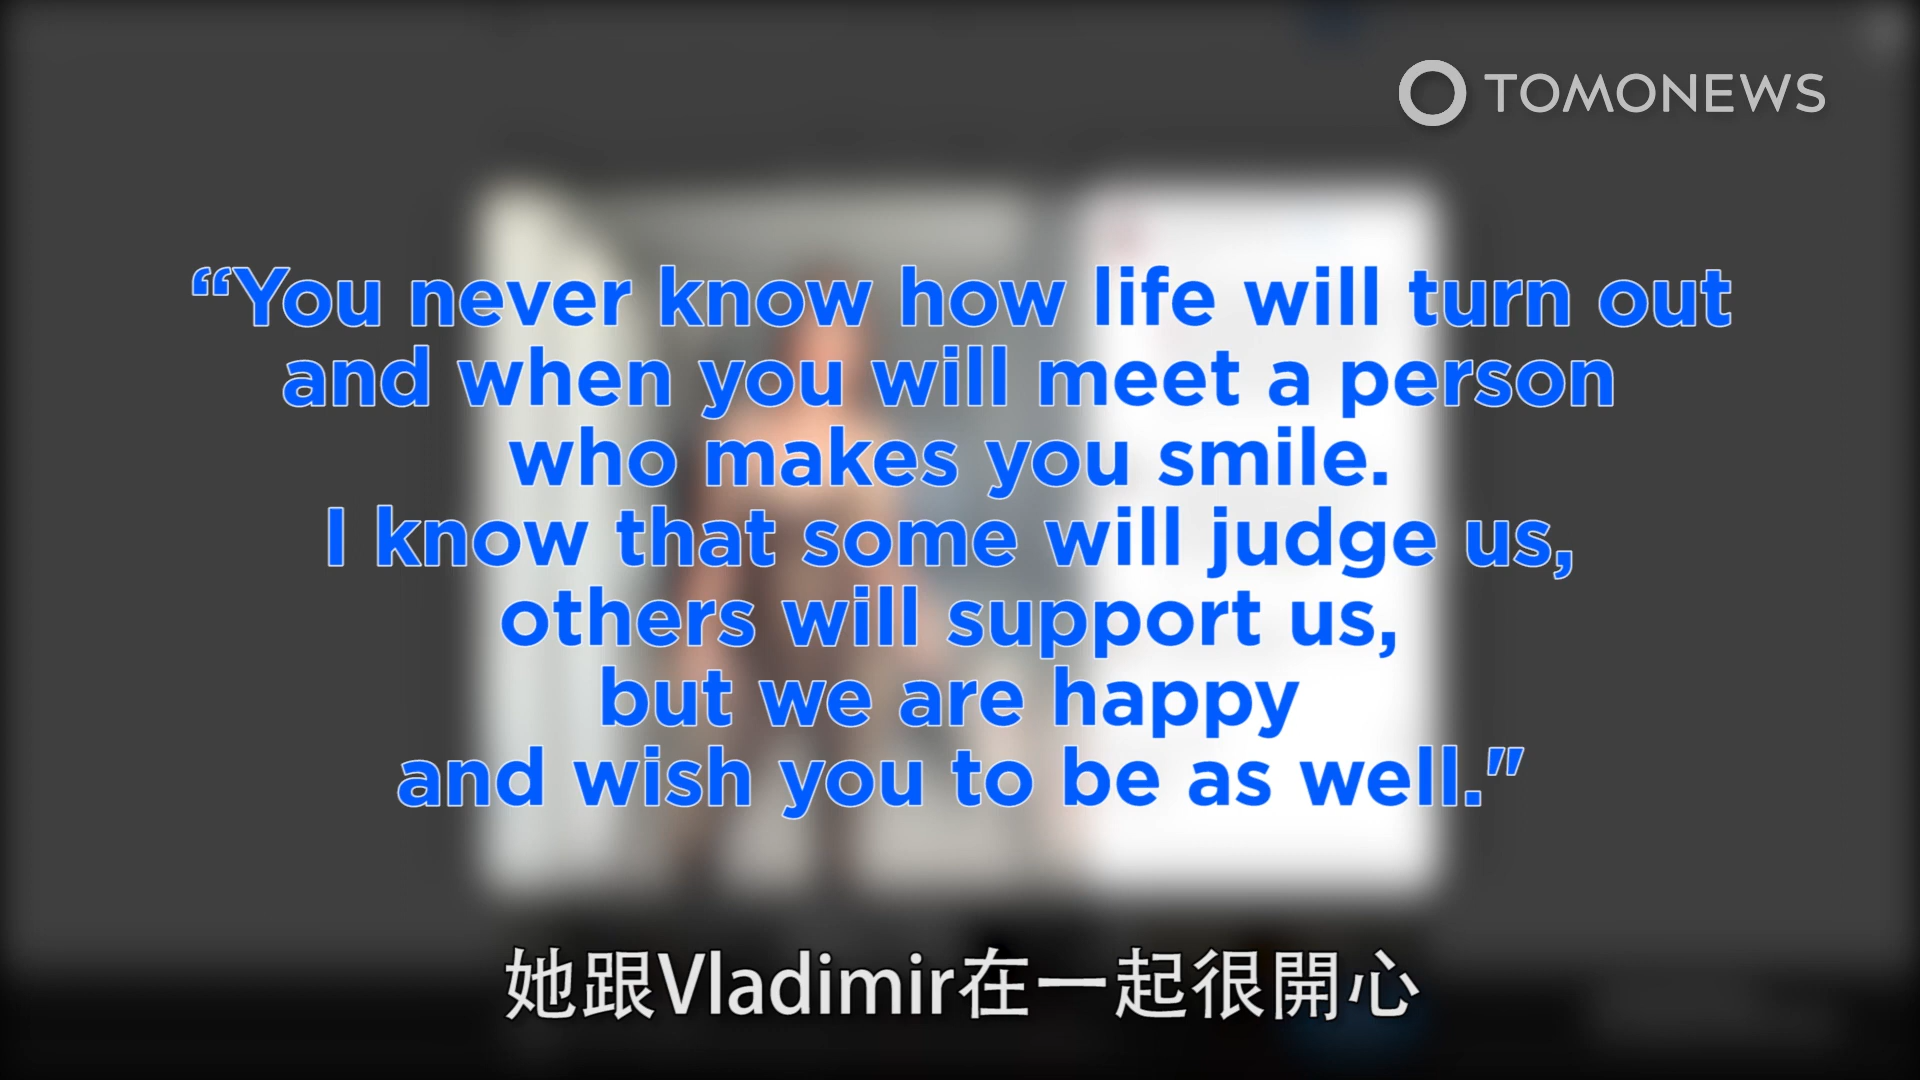 TOMONEWS
“You never know how life will turn out
and when you will meet a person
who makes you smile.
I know that some will judge us,
others will support us,
but we are happy
and wish you to be as well."
她跟Vladimir在一起很開心